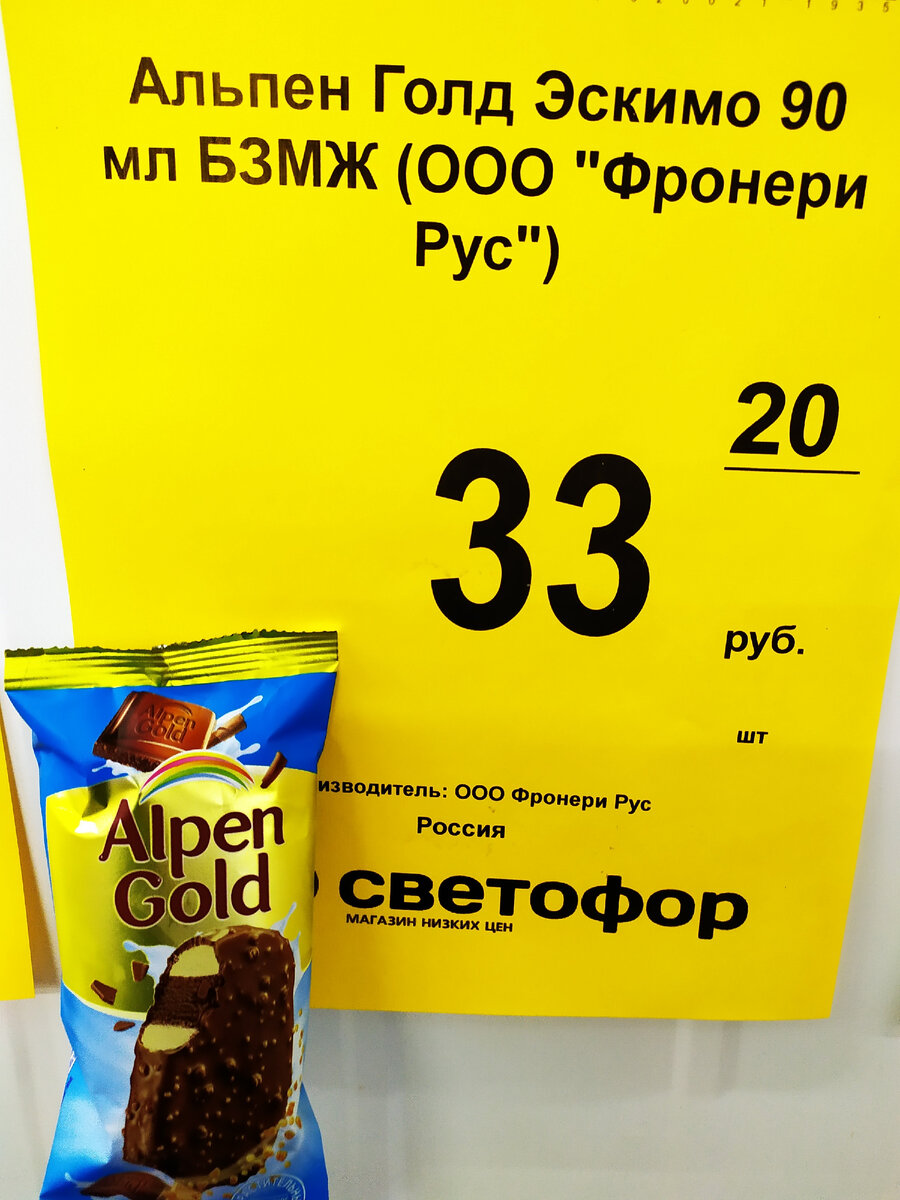 Альпен Голд Эскимо 90
мл БЗМЖ (ООО "Фронери
Рус")
33
20
руб.
шт
изводитель: ООО Фронери Рус
Россия
светофор
МАГАЗИН НИЗКИХ ЦЕН
Alpen
Gold
Alpen
Gold